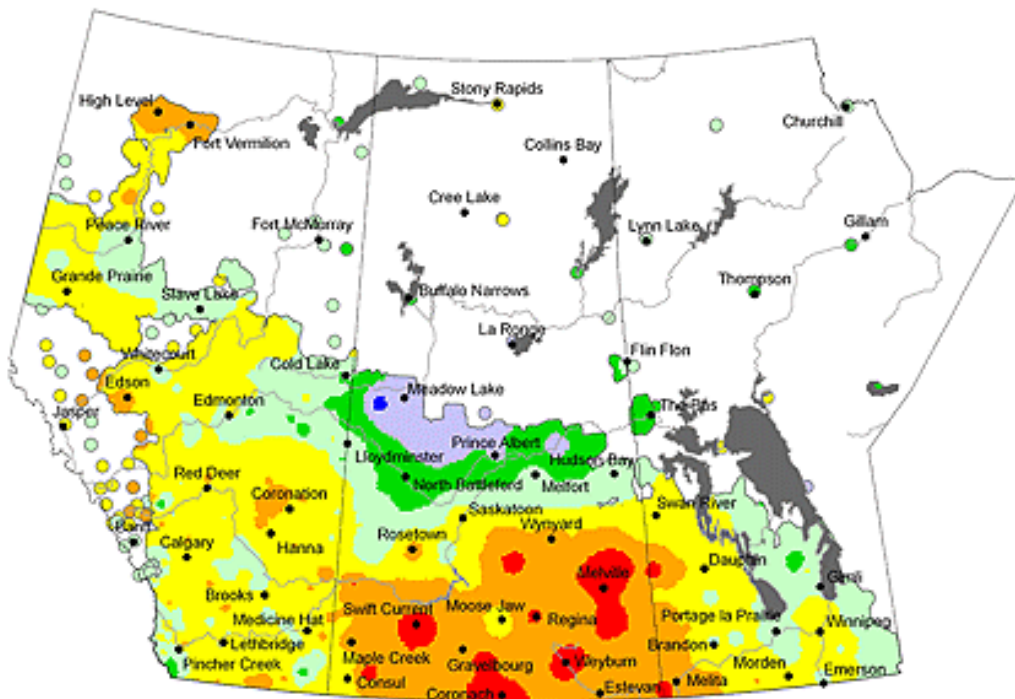 Stony Rapids
High Level
Churchill
Fort Vermilion
Collins Bay
Cree Lake
Peace River
Fort McMurray
Lynn Lake
Gillam
Grande Prairie
Thompson
Slave Lake
Buffalo Narrows
La Ronge
Flin Flon
Whitecourt
Cold Lake
Edson
Meadow Lake
Jasper
Edmonton
The Pas
Prince Albert
Lloydminster
Hudson Bay
Red Deer
North Battleford
Melfort
Coronation
Swan River
Saskatoon
Banff
Rosetown
Wynyard
Calgary
Hanna
Dauphin
Melville
Gimli
Brooks
Swift Current
Moose Jaw
Medicine Hat
Regina
Portage la Prairie
Winnipeg
Lethbridge
Brandon
Pincher Creek
Maple Creek
Gravelbourg
Weyburn
Morden
Emerson
Consul
Coronach
Estevan
Melita